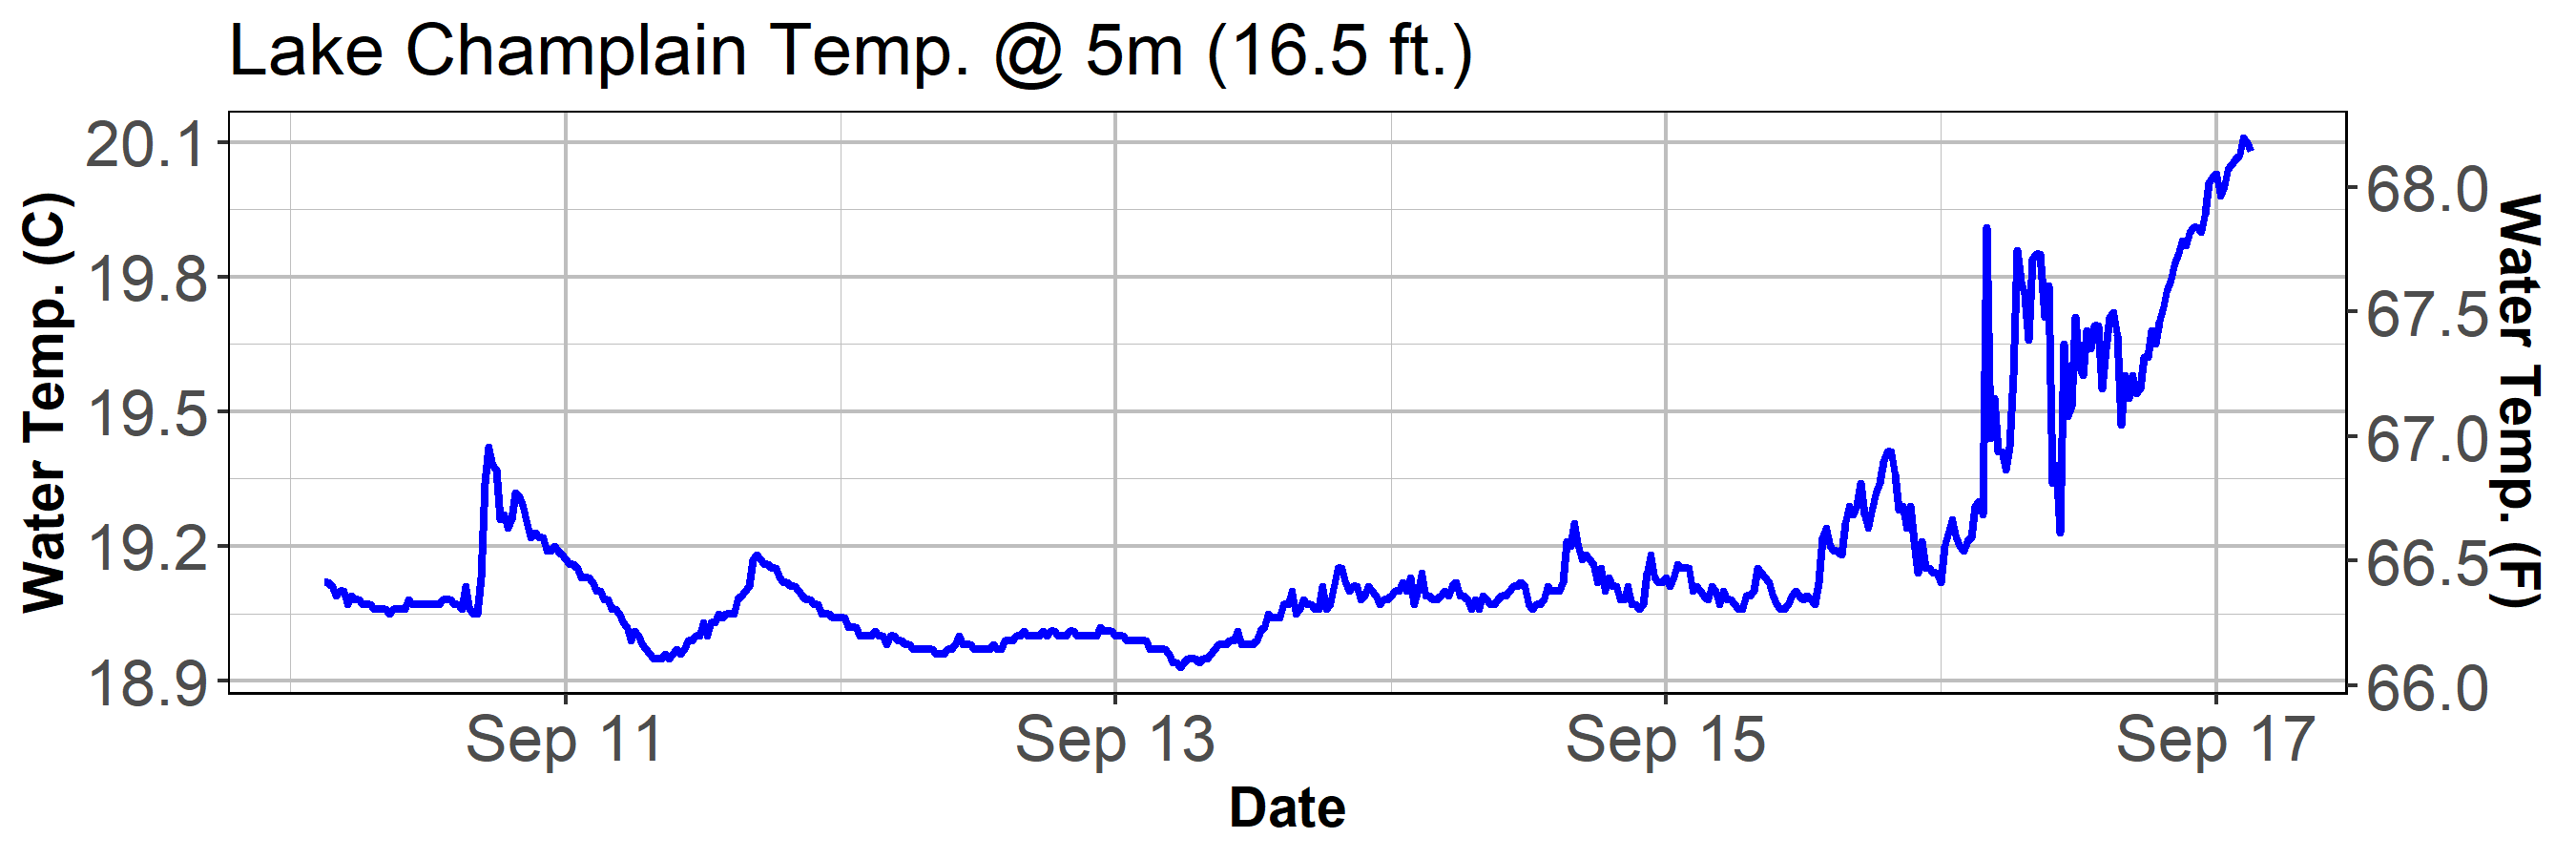 Lake Champlain Temp. @ 5m (16.5 ft.)
Water Temp. (C)
20.1
19.8
19.5
19.2
18.9
68.0
67.5
67.0
66.5
66.0
Water Temp. (F)
Sep 11 Sep 13 Sep 15 Sep 17
Date